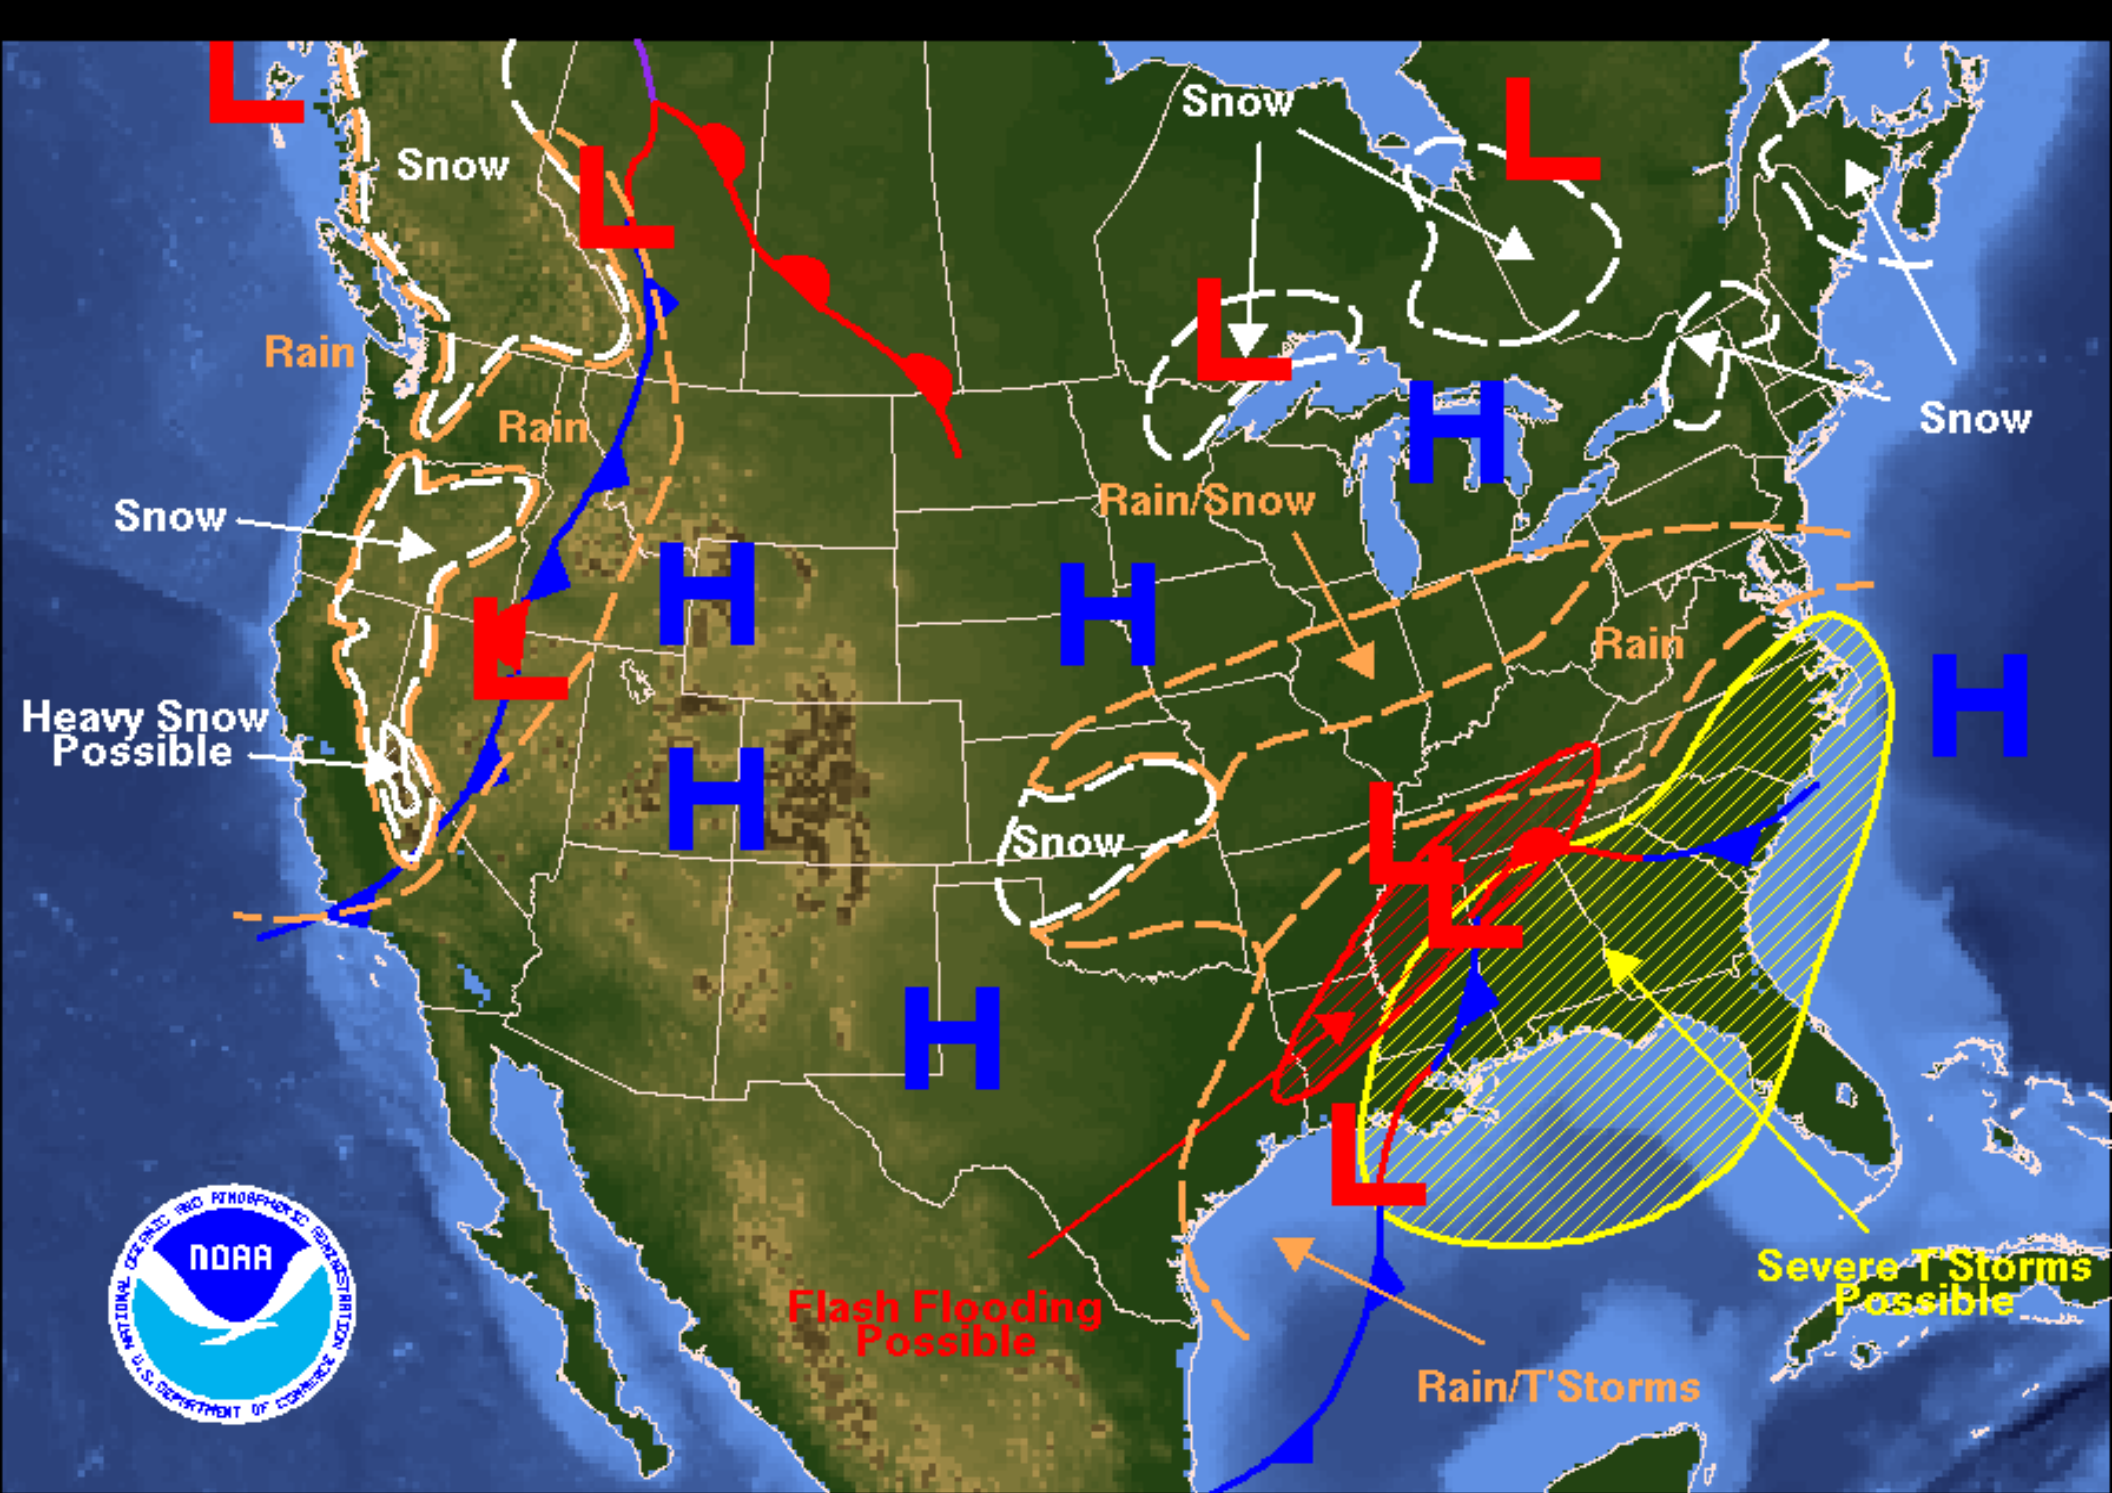 L
Snow
L
Snow
L
L
Rain
H
Rain
Snow
Rain/Snow
Snow
H
H
Rain
L
H
Heavy Snow
Possible
H
L
Snow
L
H
L
NATIONAL OCEANIC AND ATMOSPHERIC ADMINISTRATION
NOAA
U.S. DEPARTMENT OF COMMERCE
Severe T'Storms
Possible
Flash Flooding
Possible
Rain/T'Storms